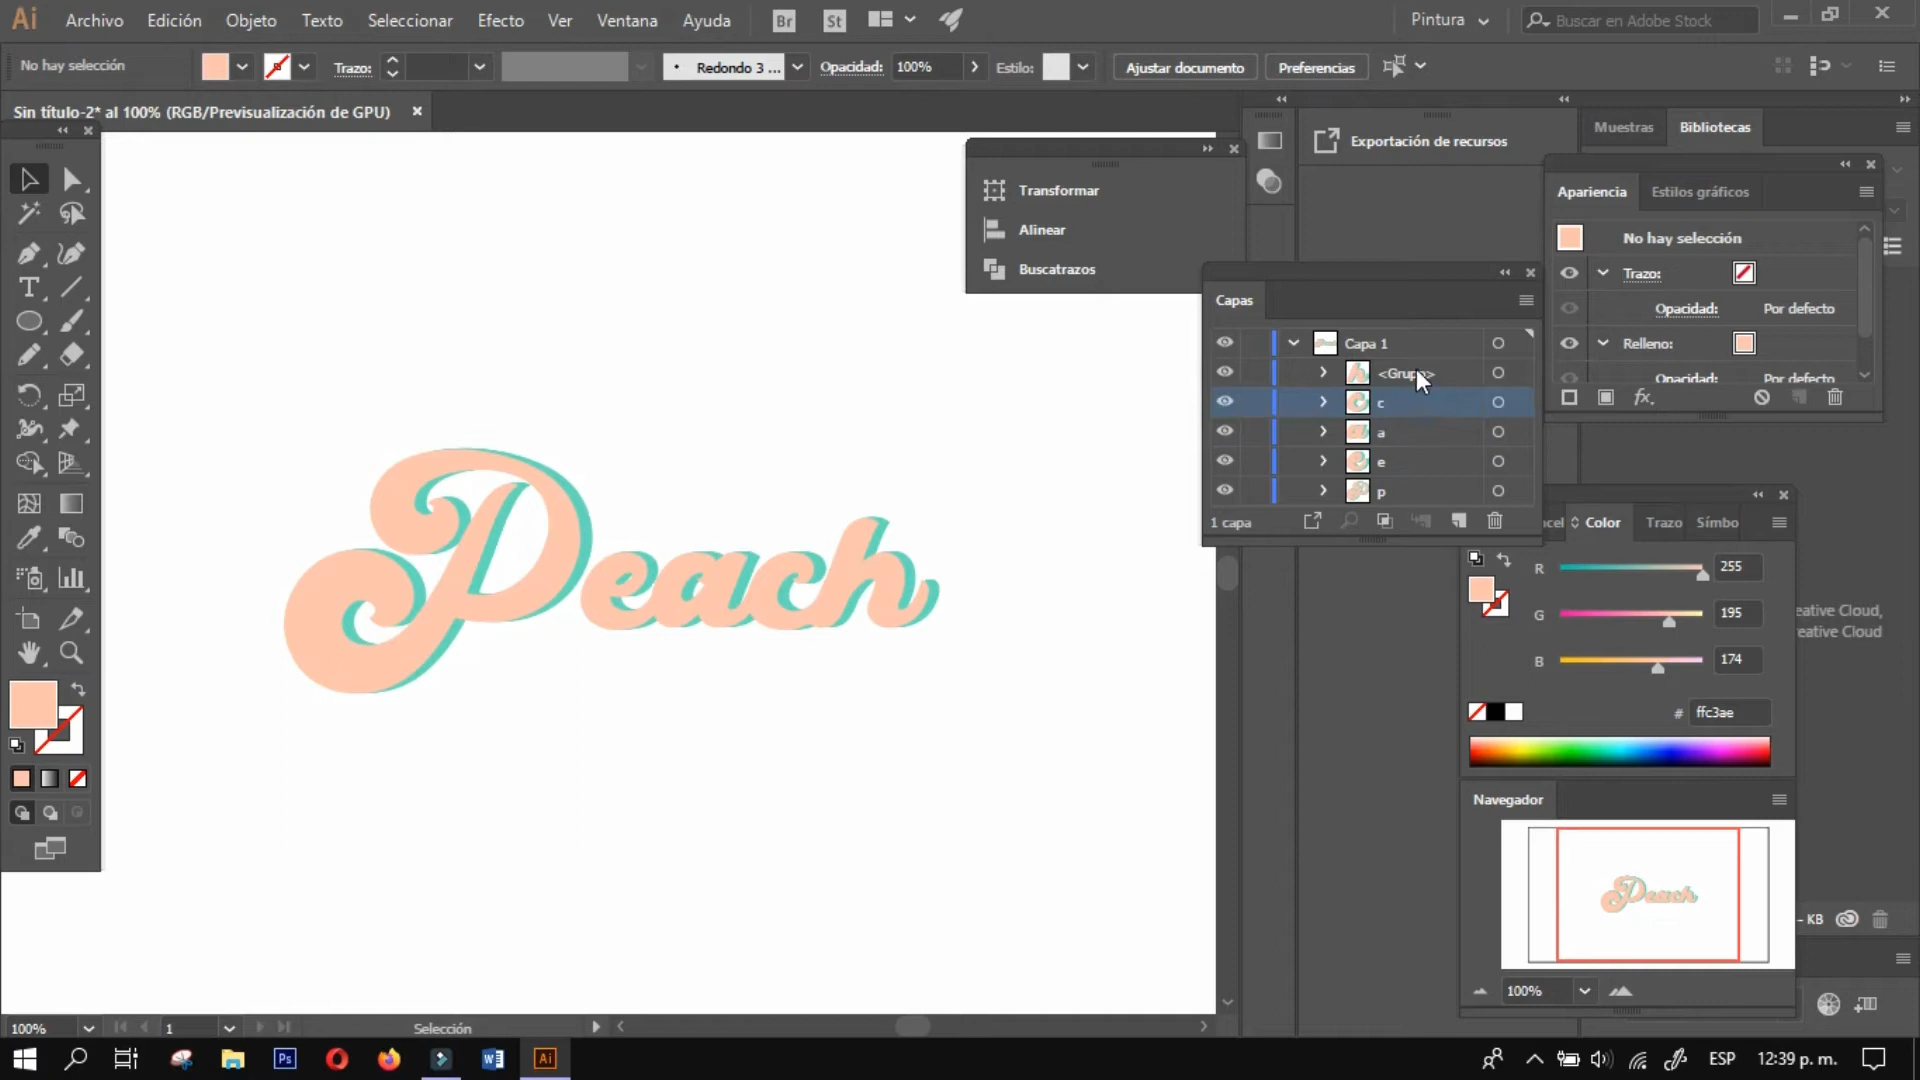 Ai Archivo Edición Objeto Texto Seleccionar Efecto Ver Ventana Ayuda Br St Pintura Buscar en Adobe Stock
No hay selección Trazo: Redondo 3 ... Opacidad: 100% Estilo: Ajustar documento Preferencias
Sin título-2* al 100% (RGB/Previsualización de GPU)
Exportación de recursos
Muestras Bibliotecas
Transformar
Alinear
Buscatrazos
Apariencia Estilos gráficos
No hay selección
Trazo:
Opacidad: Por defecto
Relleno:
Opacidad: Por defecto
fx.
Capas
Capa 1
<Grupo>
c
a
e
p
1 capa
Peach
Color Trazo Símbo
R 255
G 195
B 174
# ffc3ae
eative Cloud,
eative Cloud
Navegador
Peach
- KB
100%
100% 1 Selección
Ps Ai ESP 12:39 p. m.